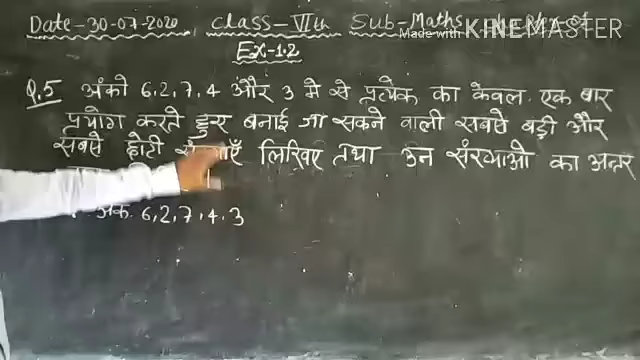 Date-30-07-2020, Class-VIth Sub-Maths
Made with KINEMASTER
Ex-1.2
Q.5 अंको 6,2,7,4 और 3 मे से प्रत्येक का केवल एक बार
प्रयोग करते हुए बनाई जा सकने वाली सबसे बड़ी और
सबसे छोटी लिखिए तथा उन संख्याओ का अन्तर
अंक 6,2,7,4,3